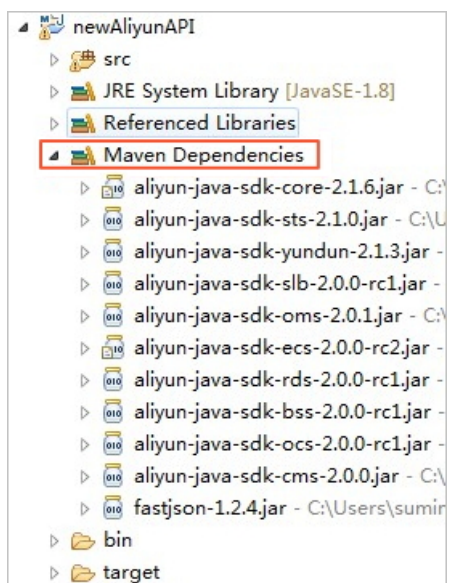 newAliyunAPI
src
JRE System Library [JavaSE-1.8]
Referenced Libraries
Maven Dependencies
aliyun-java-sdk-core-2.1.6.jar - C:\
aliyun-java-sdk-sts-2.1.0.jar - C:\U
aliyun-java-sdk-yundun-2.1.3.jar -
aliyun-java-sdk-slb-2.0.0-rc1.jar -
aliyun-java-sdk-oms-2.0.1.jar - C:\
aliyun-java-sdk-ecs-2.0.0-rc2.jar -
aliyun-java-sdk-rds-2.0.0-rc1.jar -
aliyun-java-sdk-bss-2.0.0-rc1.jar -
aliyun-java-sdk-ocs-2.0.0-rc1.jar -
aliyun-java-sdk-cms-2.0.0.jar - C:\
fastjson-1.2.4.jar - C:\Users\sumin
bin
target